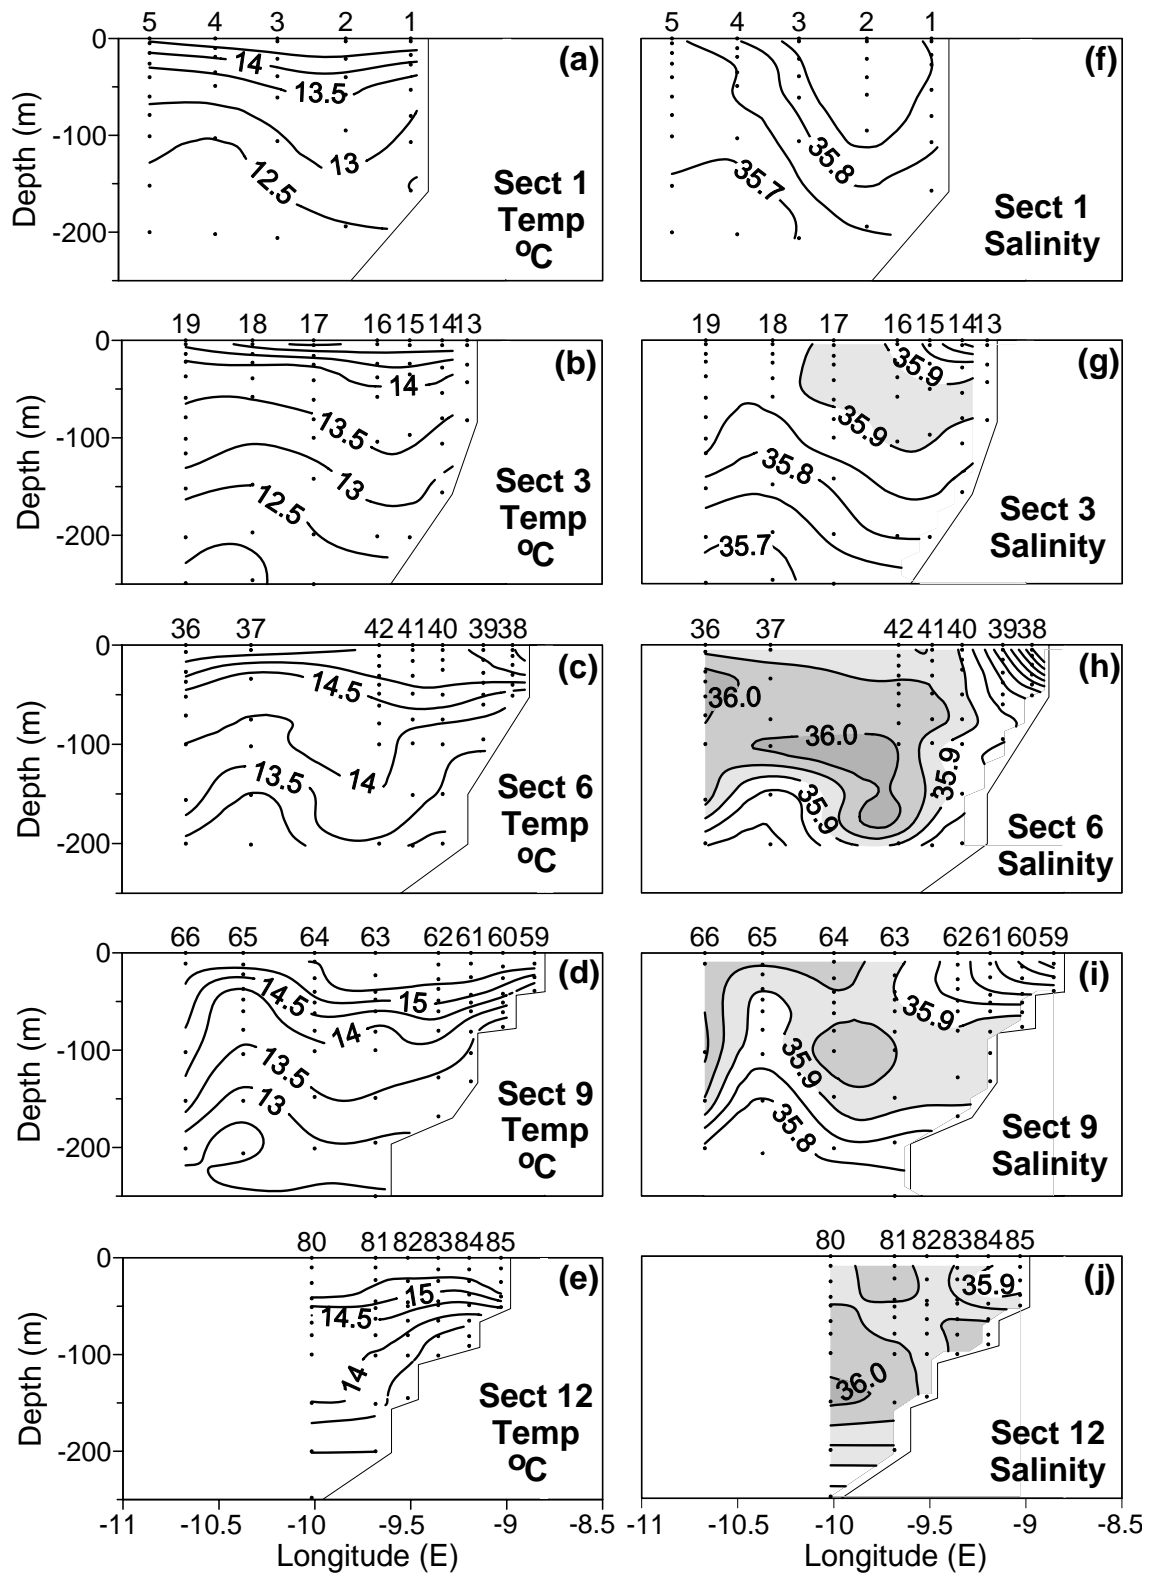 5 4 3 2 1
0
-100
-200
Depth (m)
14
13.5
13
12.5
(a)
Sect 1
Temp
ºC
5 4 3 2 1
35.8
35.7
(f)
Sect 1
Salinity
19 18 17 16 15 14 13
0
-100
-200
Depth (m)
14
13.5
13
12.5
(b)
Sect 3
Temp
ºC
19 18 17 16 15 14 13
35.9
35.9
35.8
35.7
(g)
Sect 3
Salinity
36 37 42 41 40 39 38
0
-100
-200
Depth (m)
14.5
14
13.5
(c)
Sect 6
Temp
ºC
36 37 42 41 40 39 38
36.0
36.0
35.9
35.9
(h)
Sect 6
Salinity
66 65 64 63 62 61 60 59
0
-100
-200
Depth (m)
14.5
15
14
13.5
13
(d)
Sect 9
Temp
ºC
66 65 64 63 62 61 60 59
35.9
35.9
35.8
(i)
Sect 9
Salinity
80 81 82 83 84 85
0
-100
-200
Depth (m)
15
14.5
14
(e)
Sect 12
Temp
ºC
80 81 82 83 84 85
35.9
36.0
(j)
Sect 12
Salinity
-11 -10.5 -10 -9.5 -9 -8.5
Longitude (E)
-11 -10.5 -10 -9.5 -9 -8.5
Longitude (E)